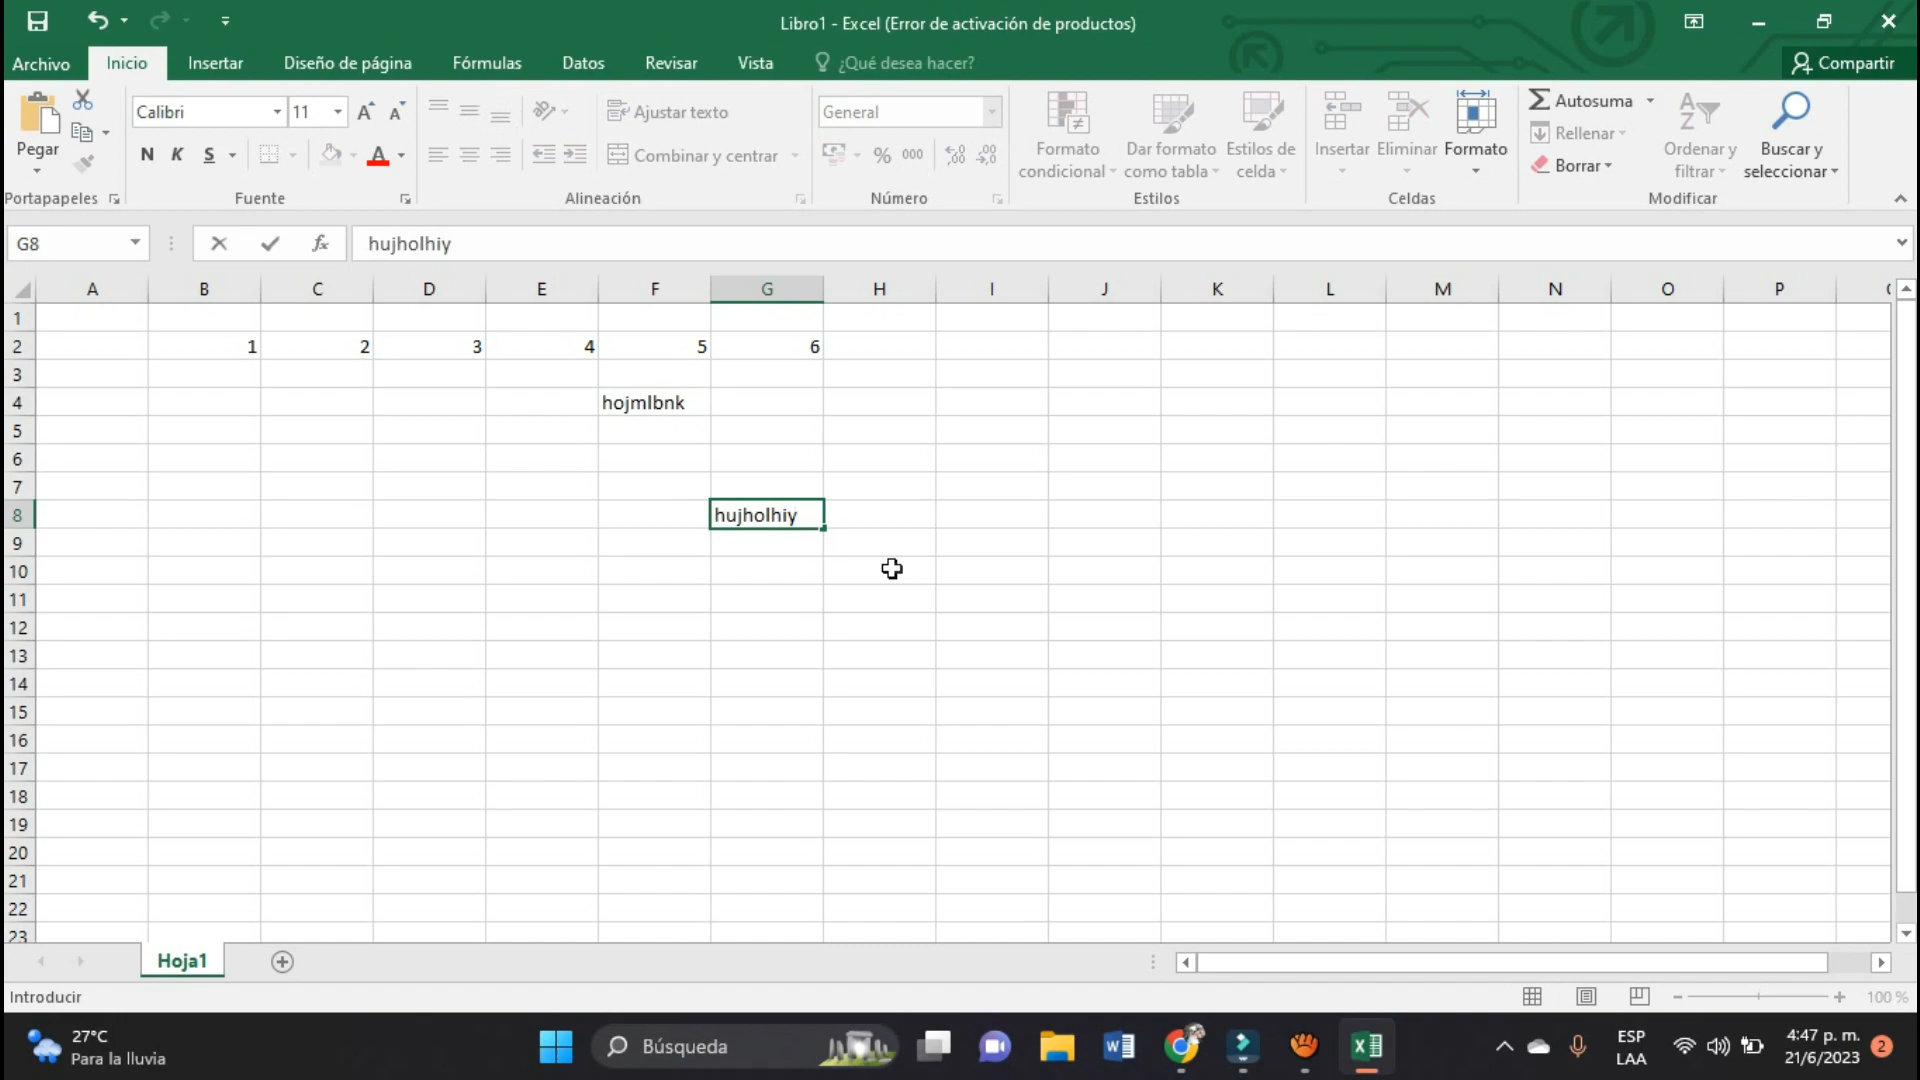 Libro1 - Excel (Error de activación de productos)
Archivo Inicio Insertar Diseño de página Fórmulas Datos Revisar Vista ¿Qué desea hacer? Compartir
Calibri 11 Ajustar texto General Autosuma
Pegar Rellenar
N K S A Combinar y centrar % 000 Formato condicional Dar formato como tabla Estilos de celda Insertar Eliminar Formato Borrar Ordenar y filtrar Buscar y seleccionar
Portapapeles Fuente Alineación Número Estilos Celdas Modificar
G8 fx hujholhiy
A B C D E F G H I J K L M N O P
1
2 1 2 3 4 5 6
3
4 hojmlbnk
5
6
7
8 hujholhiy
9
10
11
12
13
14
15
16
17
18
19
20
21
22
23
Hoja1
Introducir 100 %
27°C
Para la lluvia
Búsqueda
ESP
LAA
4:47 p. m.
21/6/2023
2